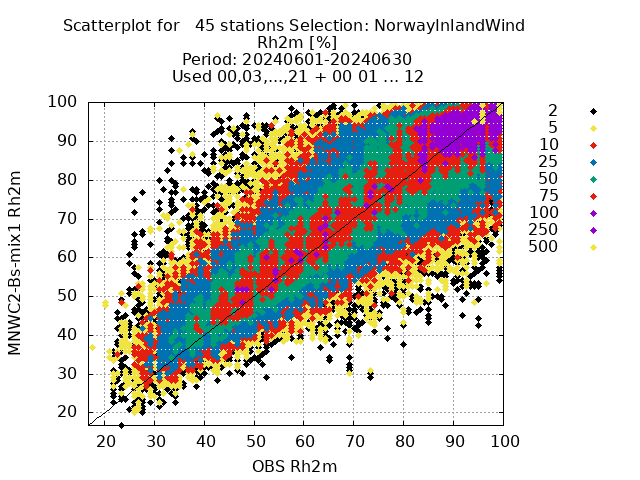 Scatterplot for   45 stations Selection: NorwayInlandWind
Rh2m [%]
Period: 20240601-20240630
Used 00,03,...,21 + 00 01 ... 12
MNWC2-Bs-mix1 Rh2m
100
90
80
70
60
50
40
30
20
20 30 40 50 60 70 80 90 100
OBS Rh2m
2
5
10
25
50
75
100
250
500